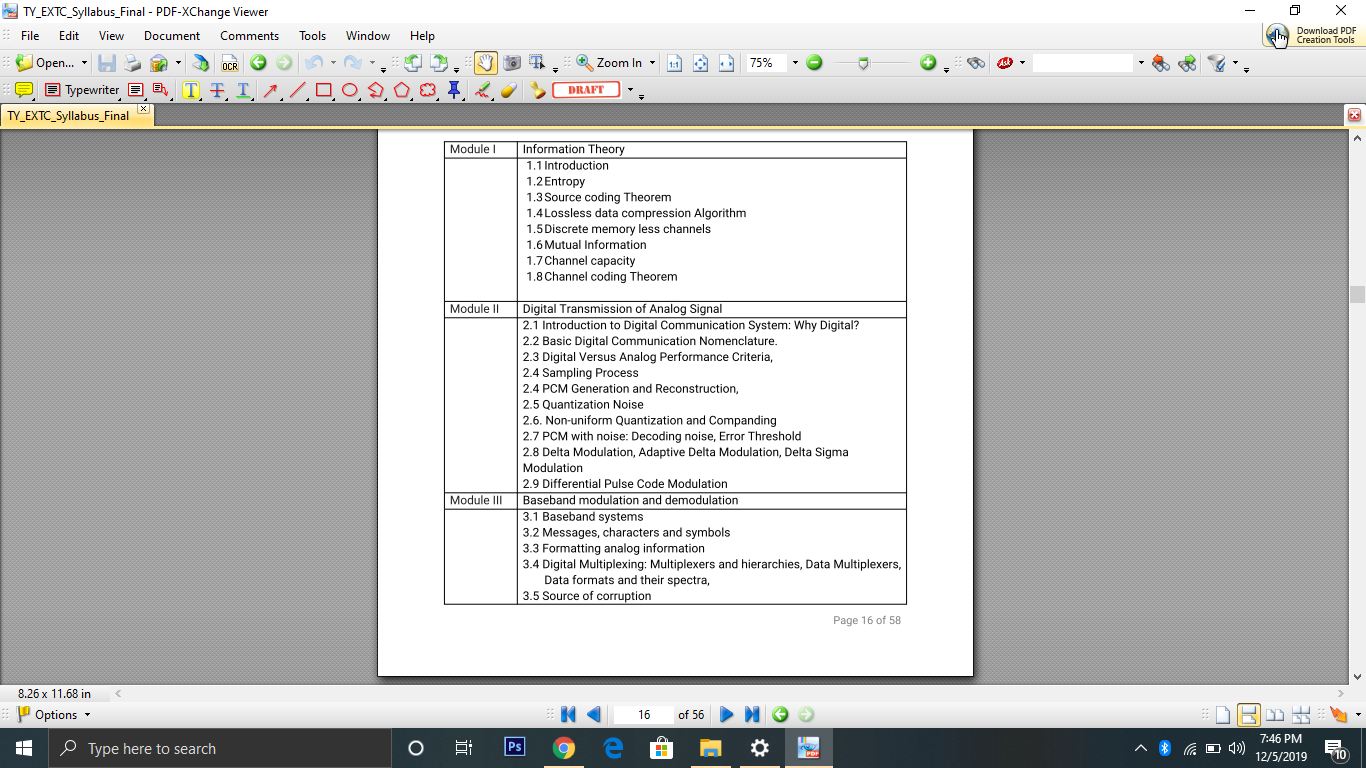 TY_EXTC_Syllabus_Final - PDF-XChange Viewer
File Edit View Document Comments Tools Window Help
Download PDF
Creation Tools
Open... OCR Zoom In 1:1 75%
Typewriter T T T DRAFT
TY_EXTC_Syllabus_Final
Module I Information Theory
1.1 Introduction
1.2 Entropy
1.3 Source coding Theorem
1.4 Lossless data compression Algorithm
1.5 Discrete memory less channels
1.6 Mutual Information
1.7 Channel capacity
1.8 Channel coding Theorem
Module II Digital Transmission of Analog Signal
2.1 Introduction to Digital Communication System: Why Digital?
2.2 Basic Digital Communication Nomenclature.
2.3 Digital Versus Analog Performance Criteria,
2.4 Sampling Process
2.4 PCM Generation and Reconstruction,
2.5 Quantization Noise
2.6. Non-uniform Quantization and Companding
2.7 PCM with noise: Decoding noise, Error Threshold
2.8 Delta Modulation, Adaptive Delta Modulation, Delta Sigma
Modulation
2.9 Differential Pulse Code Modulation
Module III Baseband modulation and demodulation
3.1 Baseband systems
3.2 Messages, characters and symbols
3.3 Formatting analog information
3.4 Digital Multiplexing: Multiplexers and hierarchies, Data Multiplexers,
Data formats and their spectra,
3.5 Source of corruption
Page 16 of 58
8.26 x 11.68 in
Options 16 of 56
Type here to search Ps PDF 7:46 PM
12/5/2019 10